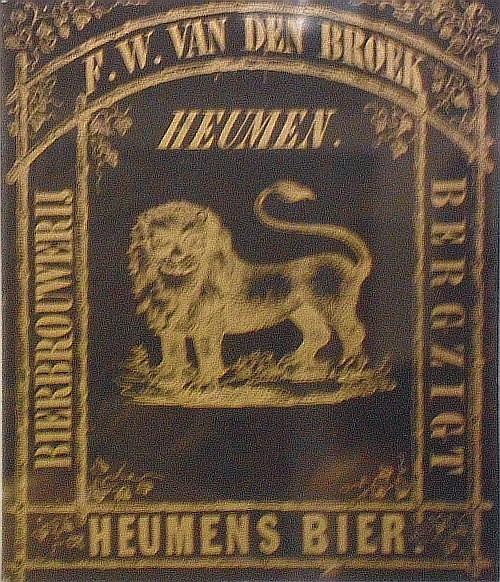 F. W. VAN DEN BROEK
HEUMEN.
BIERBROUWERIJ
BERGZIGT
HEUMENS BIER.